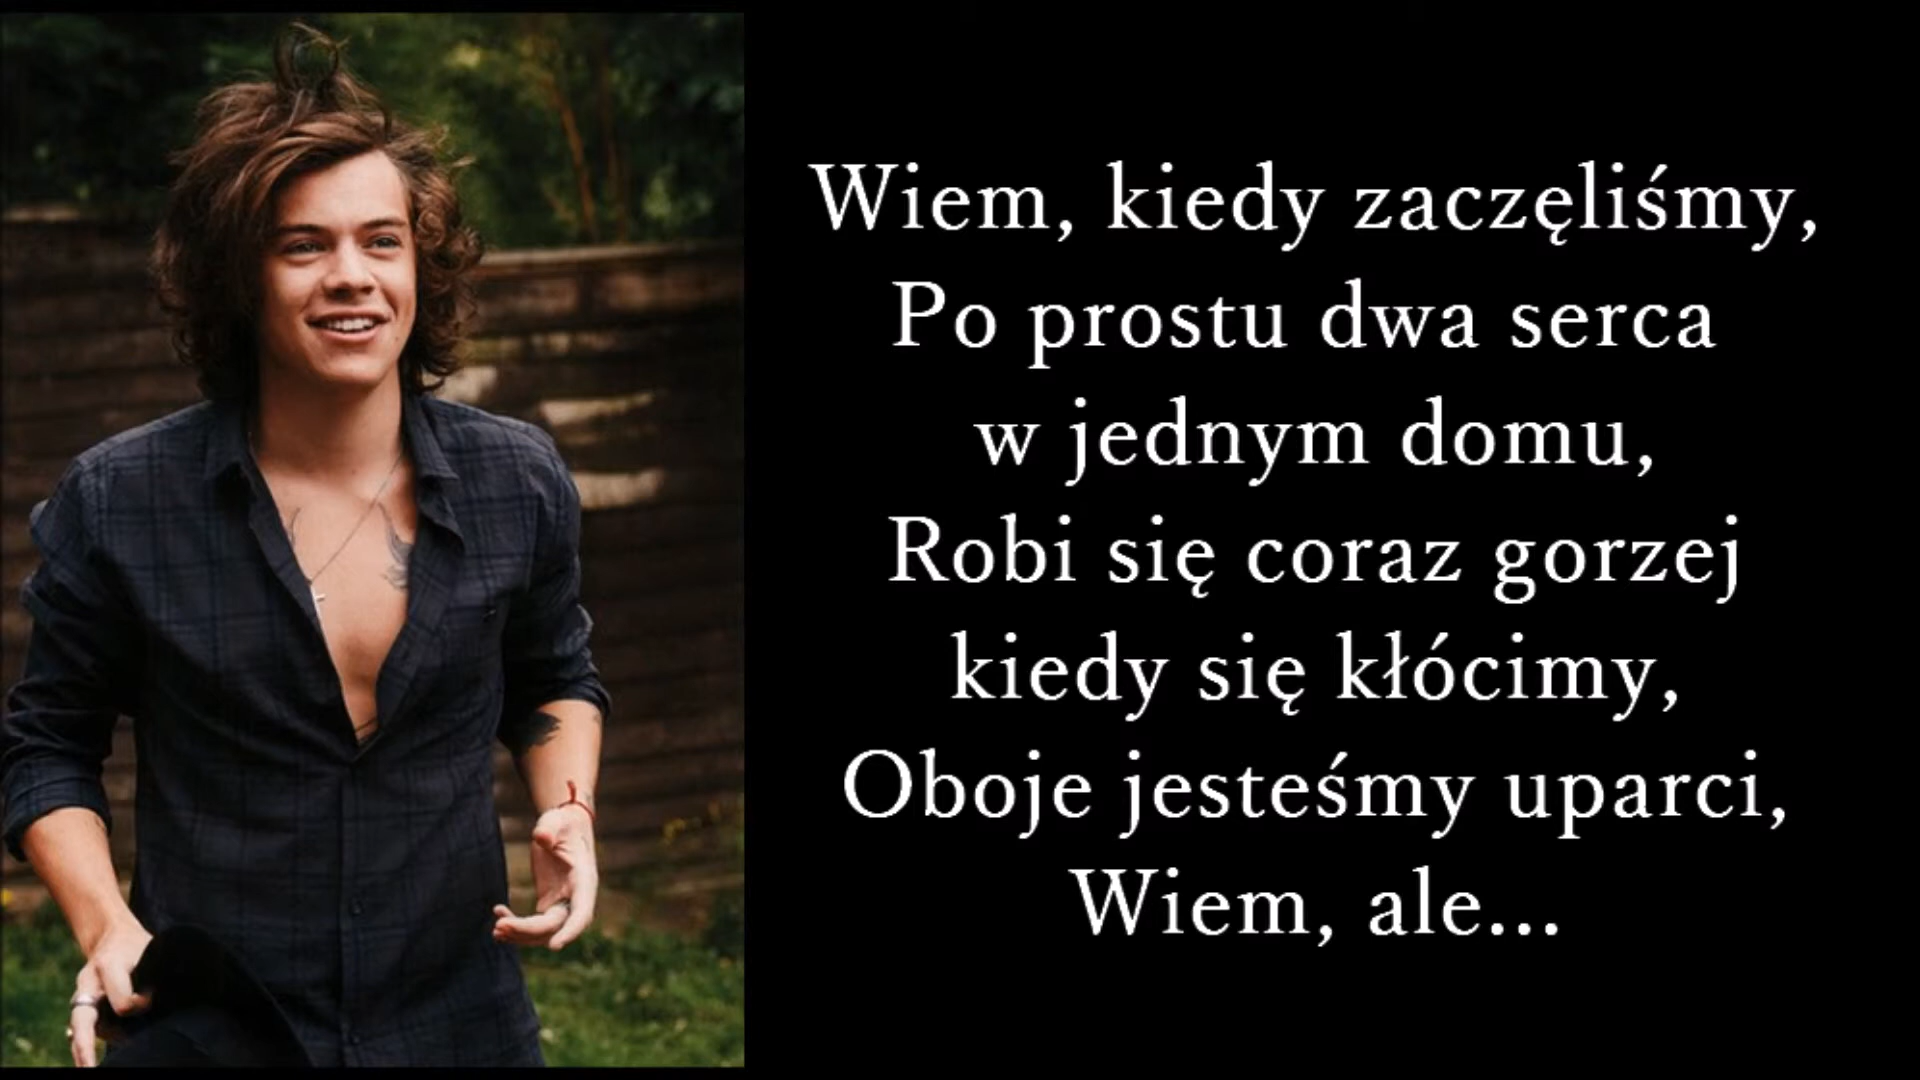 Wiem, kiedy zaczęliśmy,
Po prostu dwa serca
w jednym domu,
Robi się coraz gorzej
kiedy się kłócimy,
Oboje jesteśmy uparci,
Wiem, ale...